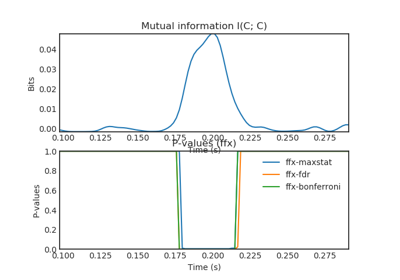 Mutual information I(C; C)
0.04
0.03
0.02
0.01
0.00
Bits
0.100 0.125 0.150 0.175 0.200 0.225 0.250 0.275
Time (s)
P-values (ffx)
1.0
0.8
0.6
0.4
0.2
0.0
P-values
ffx-maxstat
ffx-fdr
ffx-bonferroni
0.100 0.125 0.150 0.175 0.200 0.225 0.250 0.275
Time (s)